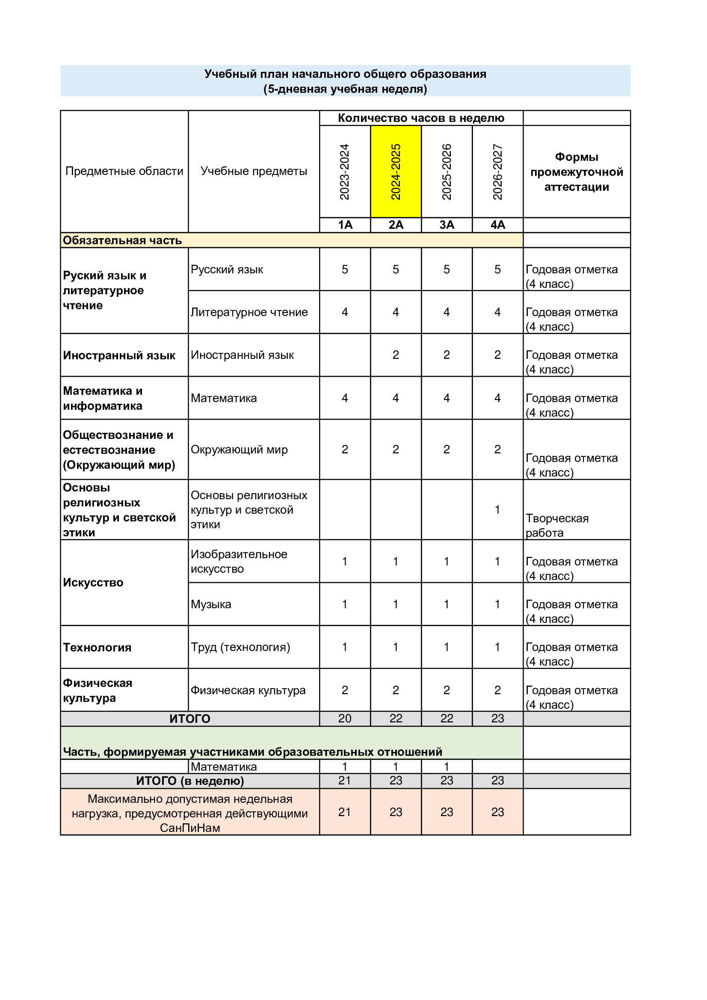 Учебный план начального общего образования
(5-дневная учебная неделя)
Количество часов в неделю
Предметные области
Учебные предметы
2023-2024
2024-2025
2025-2026
2026-2027
Формы
промежуточной
аттестации
1А 2А 3А 4А
Обязательная часть
Руский язык и
литературное
чтение
Русский язык 5 5 5 5 Годовая отметка
(4 класс)
Литературное чтение 4 4 4 4 Годовая отметка
(4 класс)
Иностранный язык Иностранный язык 2 2 2 Годовая отметка
(4 класс)
Математика и
информатика
Математика 4 4 4 4 Годовая отметка
(4 класс)
Обществознание и
естествознание
(Окружающий мир)
Окружающий мир 2 2 2 2
Годовая отметка
(4 класс)
Основы
религиозных
культур и светской
этики
Основы религиозных
культур и светской
этики
1
Творческая
работа
Искусство
Изобразительное
искусство
1 1 1 1 Годовая отметка
(4 класс)
Музыка 1 1 1 1 Годовая отметка
(4 класс)
Технология Труд (технология) 1 1 1 1 Годовая отметка
(4 класс)
Физическая
культура
Физическая культура 2 2 2 2 Годовая отметка
(4 класс)
ИТОГО 20 22 22 23
Часть, формируемая участниками образовательных отношений
Математика 1 1 1
ИТОГО (в неделю) 21 23 23 23
Максимально допустимая недельная
нагрузка, предусмотренная действующими
СанПиНам
21 23 23 23